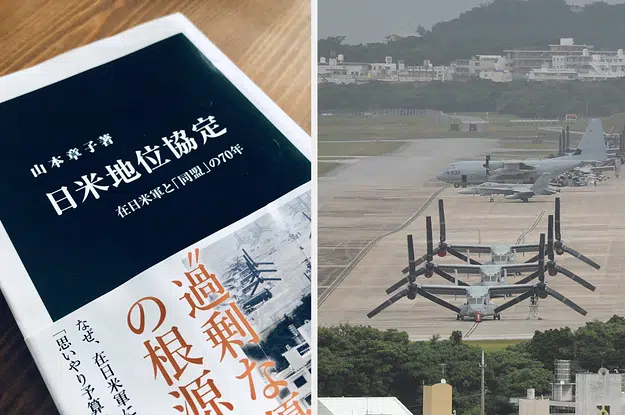 山本章子著
日米地位協定
在日米軍と「同盟」の70年
“過剰な
の根源
なぜ、在日米軍に
「思いやり予算